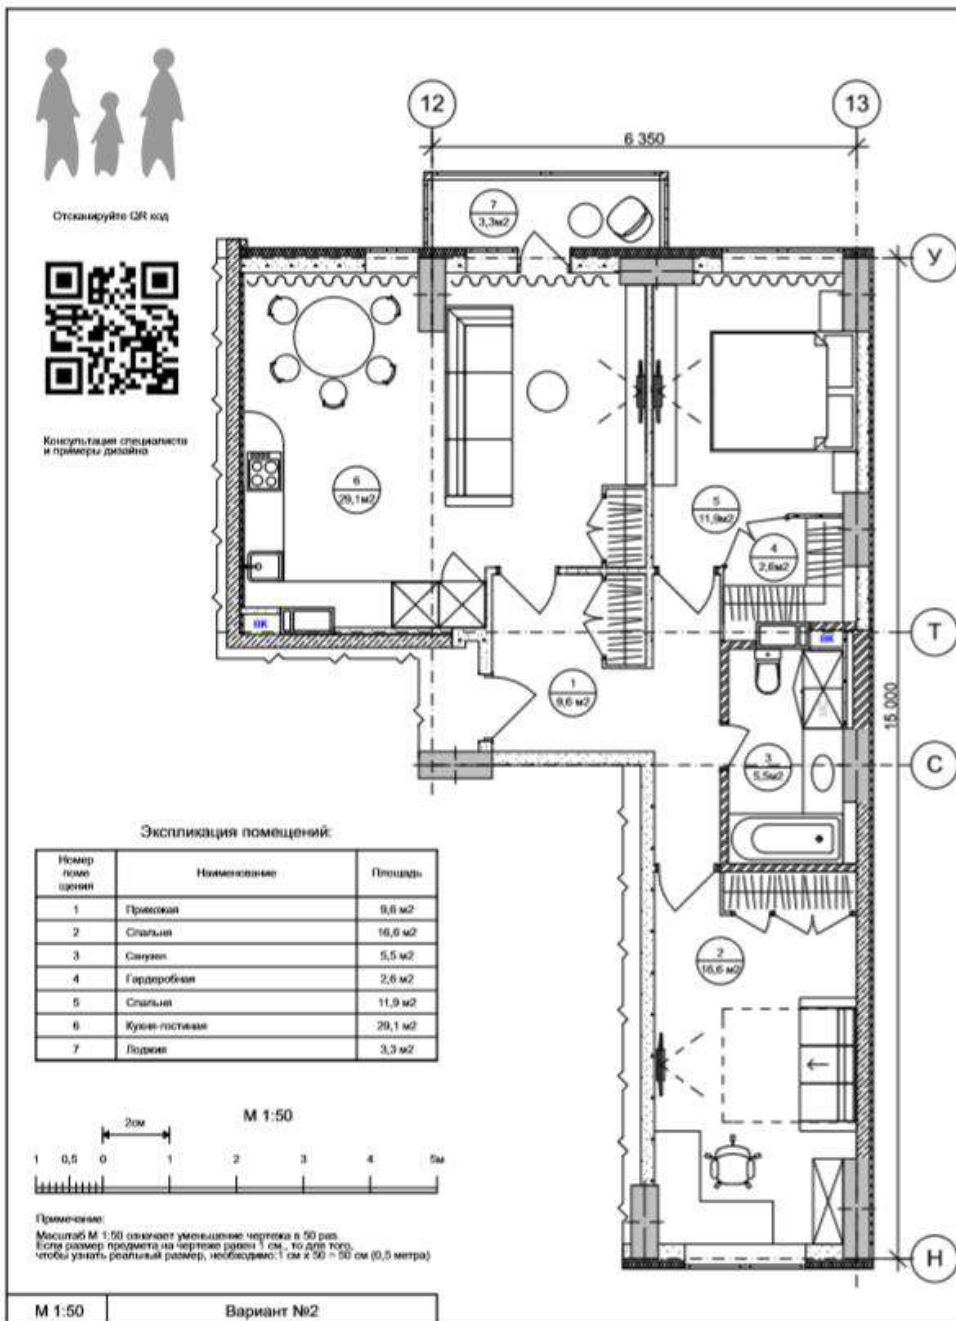 12
13
6 350
Отсканируйте QR код
7
3,3м2
У
Консультация специалиста
и примеры дизайна
6
29,1м2
5
11,9м2
4
2,6м2
ВК
ВК
Т
1
9,6 м2
15 000
3
5,5м2
С
Экспликация помещений:
Номер
поме
щения
Наименование
Площадь
1 Прихожая 9,6 м2
2 Спальня 16,6 м2
3 Санузел 5,5 м2
4 Гардеробная 2,6 м2
5 Спальня 11,9 м2
6 Кухня-гостиная 29,1 м2
7 Лоджия 3,3 м2
2
16,6 м2
М 1:50
2см
1 0,5 0 1 2 3 4 5м
Примечание:
Масштаб М 1:50 означает уменьшение чертежа в 50 раз.
Если размер предмета на чертеже равен 1 см., то для того,
чтобы узнать реальный размер, необходимо:1 см х 50 = 50 см (0,5 метра)
Н
М 1:50 Вариант №2